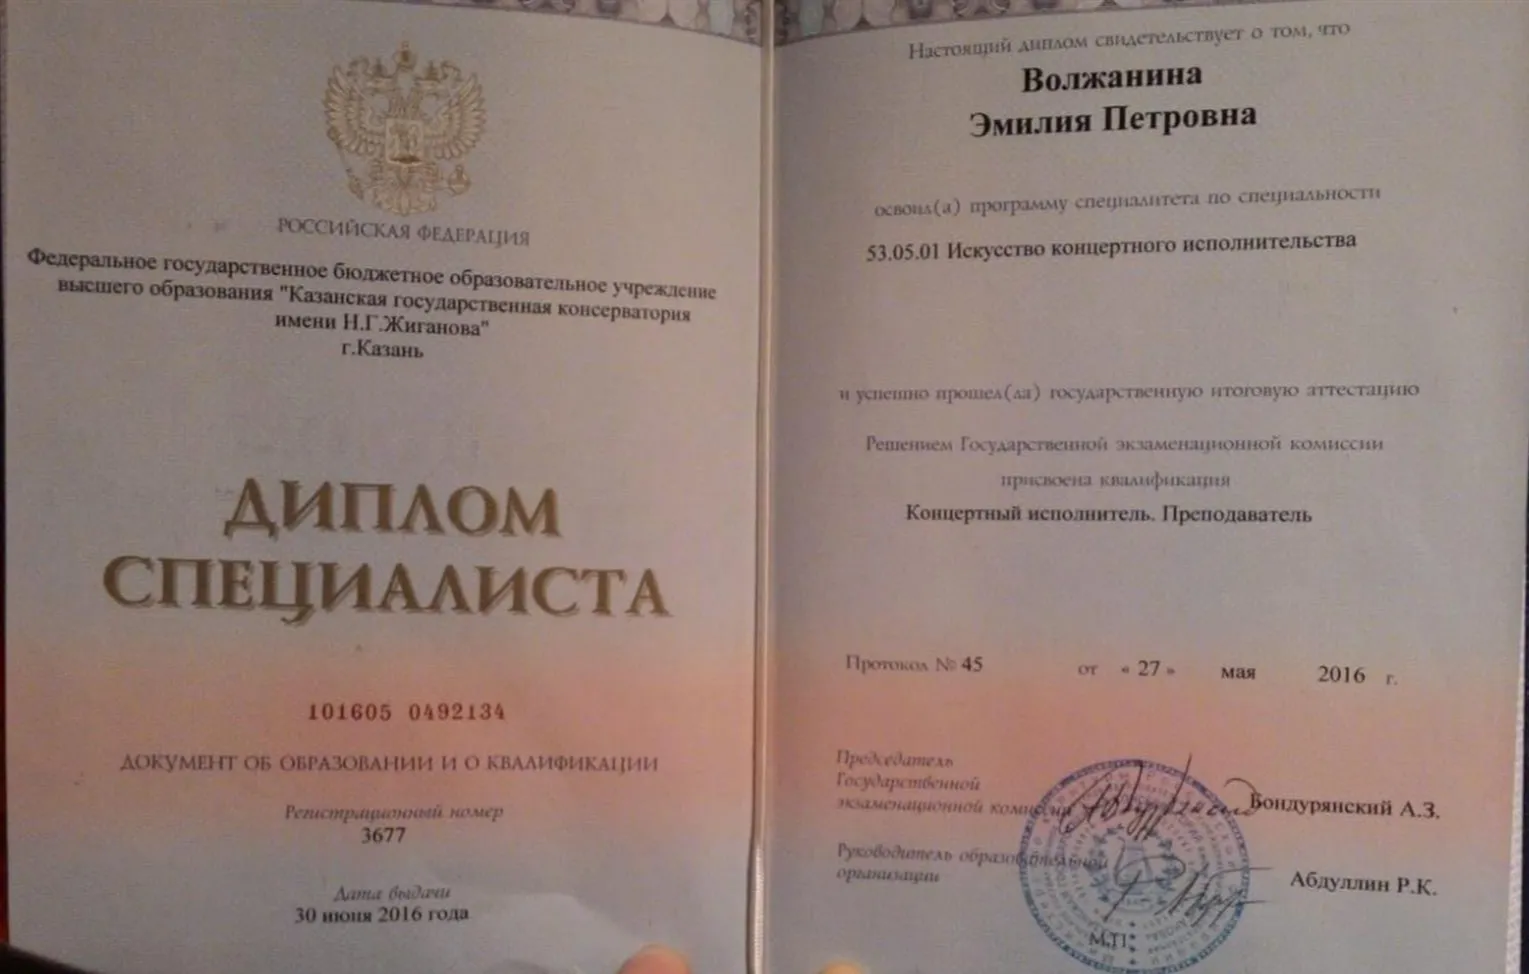 РОССИЙСКАЯ ФЕДЕРАЦИЯ
Федеральное государственное бюджетное образовательное учреждение
высшего образования "Казанская государственная консерватория
имени Н.Г.Жиганова"
г.Казань
ДИПЛОМ
СПЕЦИАЛИСТА
101605 0492134
ДОКУМЕНТ ОБ ОБРАЗОВАНИИ И О КВАЛИФИКАЦИИ
Регистрационный номер
3677
Дата выдачи
30 июня 2016 года
Настоящий диплом свидетельствует о том, что
Волжанина
Эмилия Петровна
освоил(а) программу специалитета по специальности
53.05.01 Искусство концертного исполнительства
и успешно прошел(ла) государственную итоговую аттестацию
Решением Государственной экзаменационной комиссии
присвоена квалификация
Концертный исполнитель. Преподаватель
Протокол № 45 от « 27 » мая 2016 г.
Председатель
Государственной
экзаменационной комиссии Бондурянский А.З.
Руководитель образовательной
организации Абдуллин Р.К.
М.П.